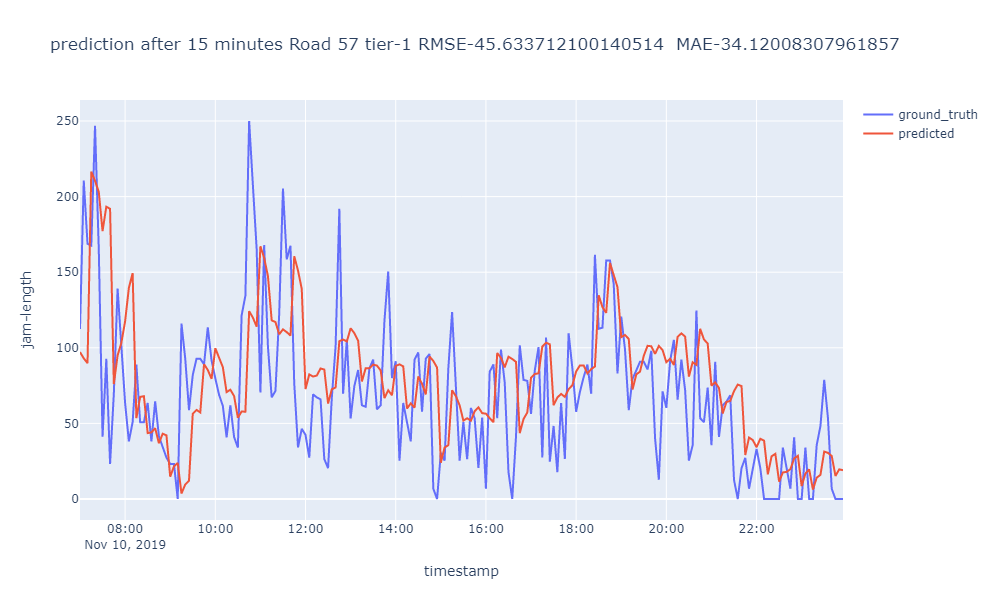 prediction after 15 minutes Road 57 tier-1 RMSE-45.633712100140514  MAE-34.12008307961857
ground_truth
predicted
jam-length
250
200
150
100
50
0
08:00 10:00 12:00 14:00 16:00 18:00 20:00 22:00
Nov 10, 2019
timestamp